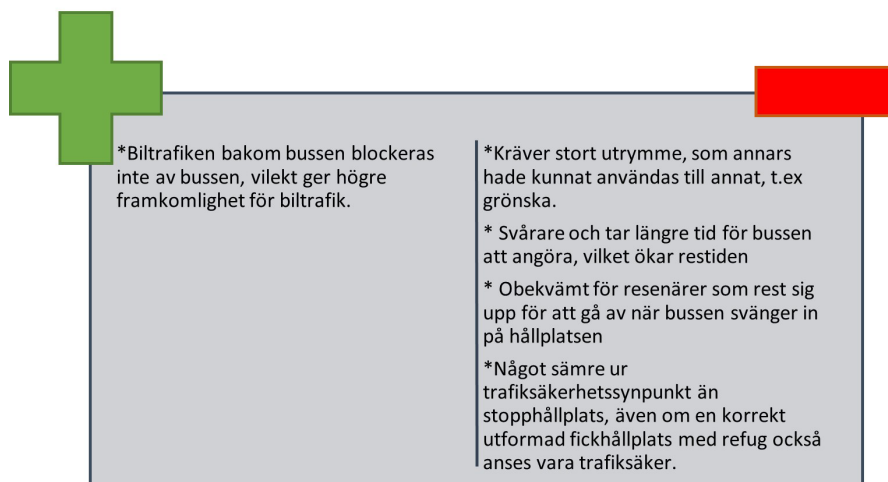 *Biltrafiken bakom bussen blockeras
inte av bussen, vilekt ger högre
framkomlighet för biltrafik.
*Kräver stort utrymme, som annars
hade kunnat användas till annat, t.ex
grönska.
* Svårare och tar längre tid för bussen
att angöra, vilket ökar restiden
* Obekvämt för resenärer som rest sig
upp för att gå av när bussen svänger in
på hållplatsen
*Något sämre ur
trafiksäkerhetssynpunkt än
stopphållplats, även om en korrekt
utformad fickhållplats med refug också
anses vara trafiksäker.